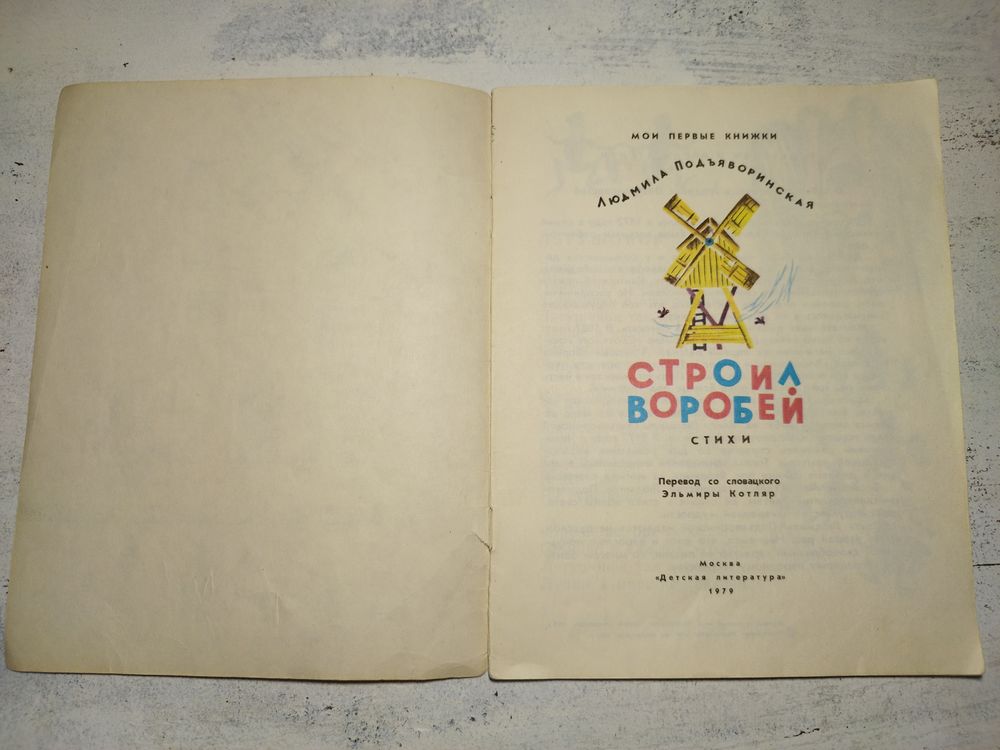 МОИ ПЕРВЫЕ КНИЖКИ
Людмила Подъяворинская
СТРОИЛ
ВОРОБЕЙ
СТИХИ
Перевод со словацкого
Эльмиры Котляр
Москва
«Детская литература»
1979